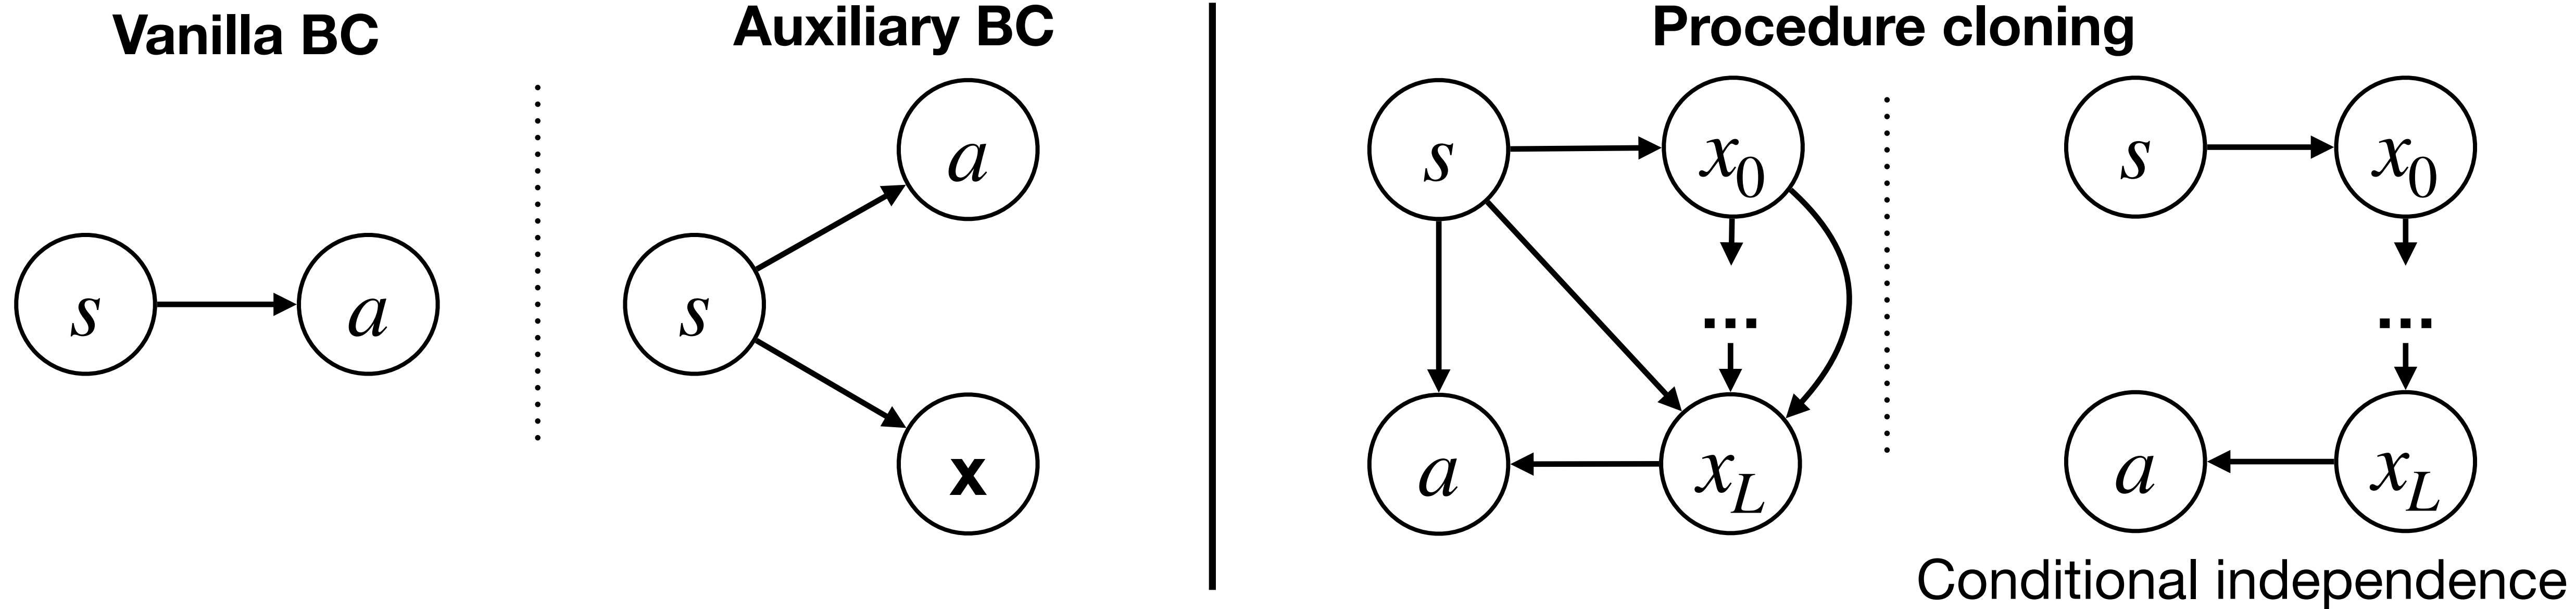 Vanilla BC
s
a
Auxiliary BC
a
s
x
Procedure cloning
s
x0
...
a
xL
s
x0
...
a
xL
Conditional independence